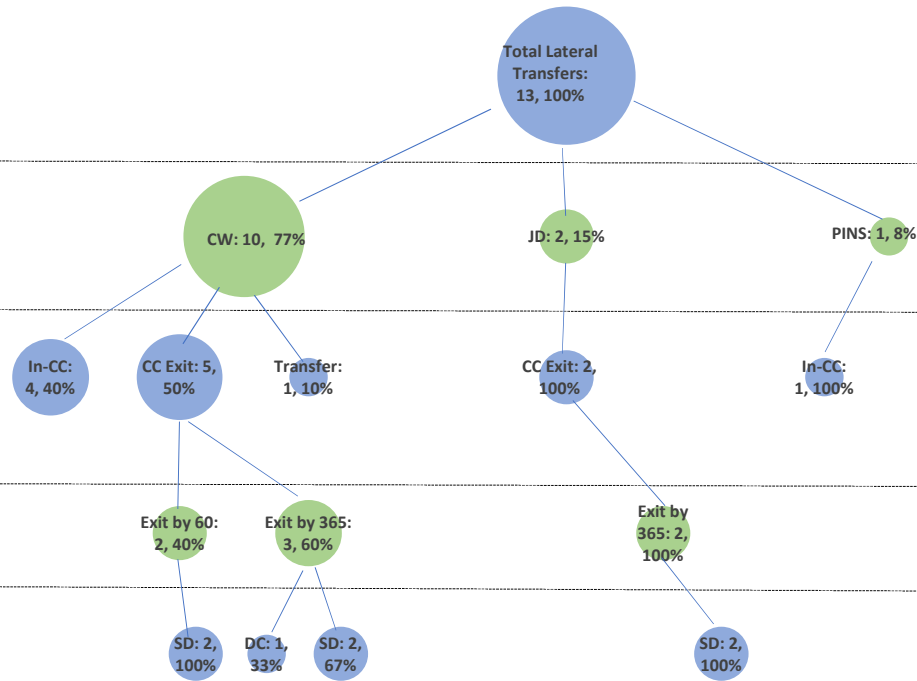 Total Lateral
Transfers:
13, 100%
CW: 10, 77%
JD: 2, 15%
PINS: 1, 8%
In-CC:
4, 40%
CC Exit: 5,
50%
Transfer:
1, 10%
CC Exit: 2,
100%
In-CC:
1, 100%
Exit by 60:
2, 40%
Exit by 365:
3, 60%
Exit by
365: 2,
100%
SD: 2,
100%
DC: 1,
33%
SD: 2,
67%
SD: 2,
100%